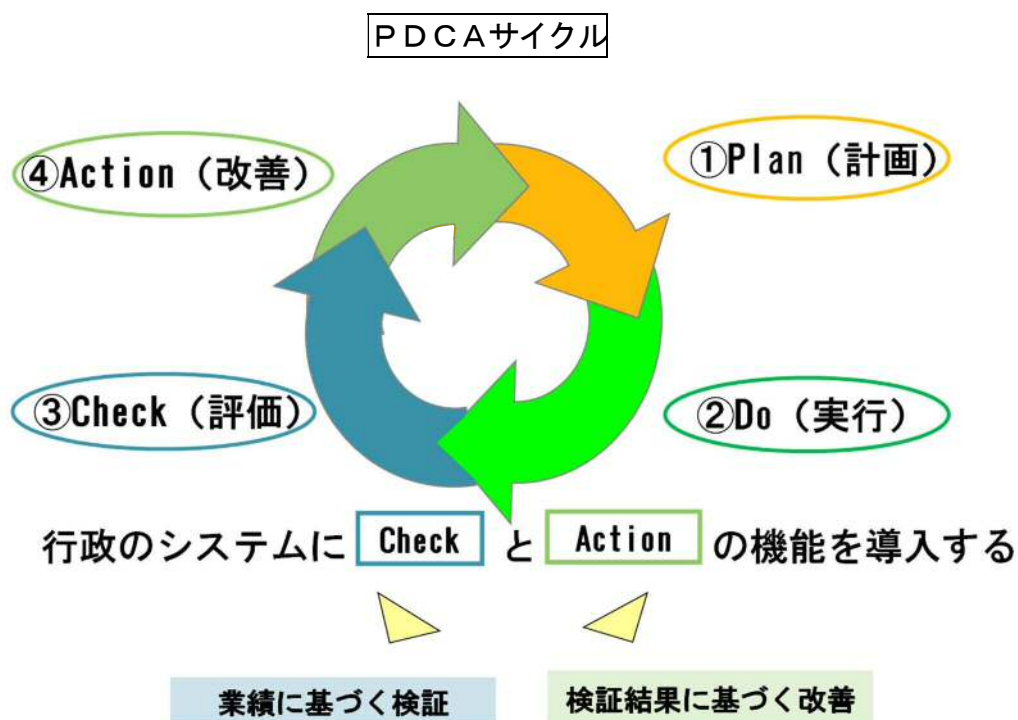 ＰＤＣＡサイクル
④Action（改善）
①Plan（計画）
③Check（評価）
②Do（実行）
行政のシステムに Check と Action の機能を導入する
業績に基づく検証
検証結果に基づく改善